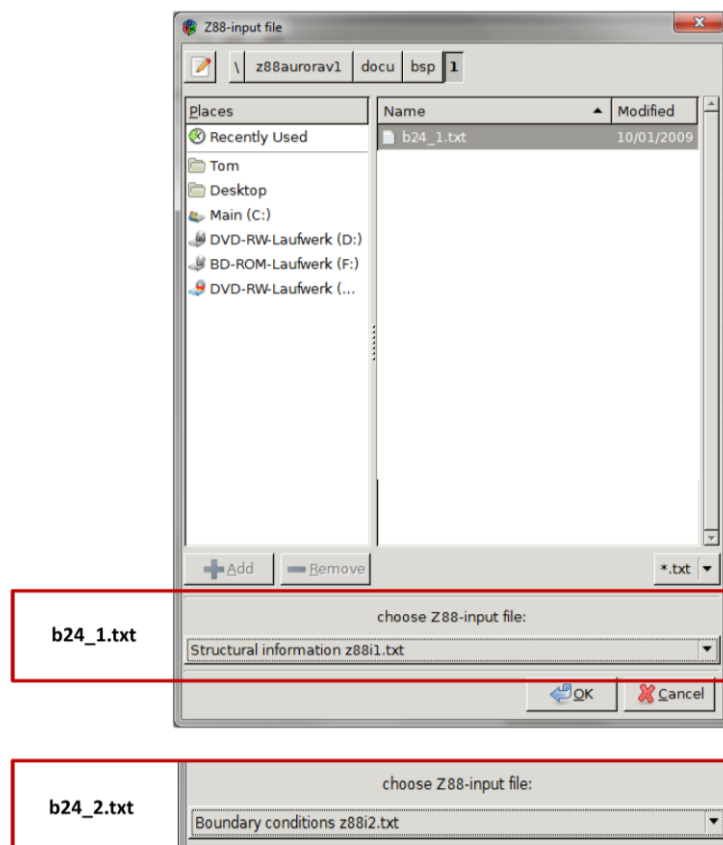 Z88-input file
\ z88aurorav1 docu bsp 1
Places
Name Modified
Recently Used
b24_1.txt 10/01/2009
Tom
Desktop
Main (C:)
DVD-RW-Laufwerk (D:)
BD-ROM-Laufwerk (F:)
DVD-RW-Laufwerk (...
Add Remove *.txt
choose Z88-input file:
b24_1.txt
Structural information z88i1.txt
OK Cancel
choose Z88-input file:
b24_2.txt
Boundary conditions z88i2.txt